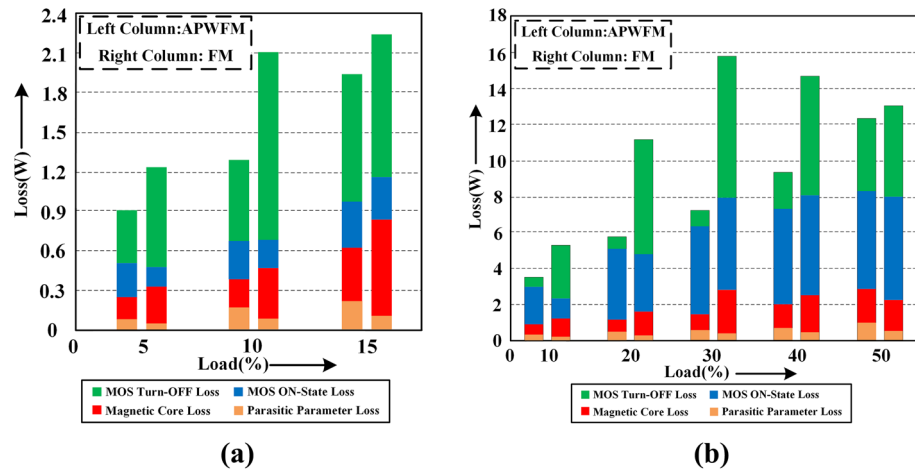 Left Column:APWFM
Right Column: FM
Loss(W)
2.4
2.1
1.8
1.5
1.2
0.9
0.6
0.3
0
0 5 10 15
Load(%)
MOS Turn-OFF Loss MOS ON-State Loss
Magnetic Core Loss Parasitic Parameter Loss
(a)
Left Column:APWFM
Right Column: FM
Loss(W)
18
16
14
12
10
8
6
4
2
0
0 10 20 30 40 50
Load(%)
MOS Turn-OFF Loss MOS ON-State Loss
Magnetic Core Loss Parasitic Parameter Loss
(b)